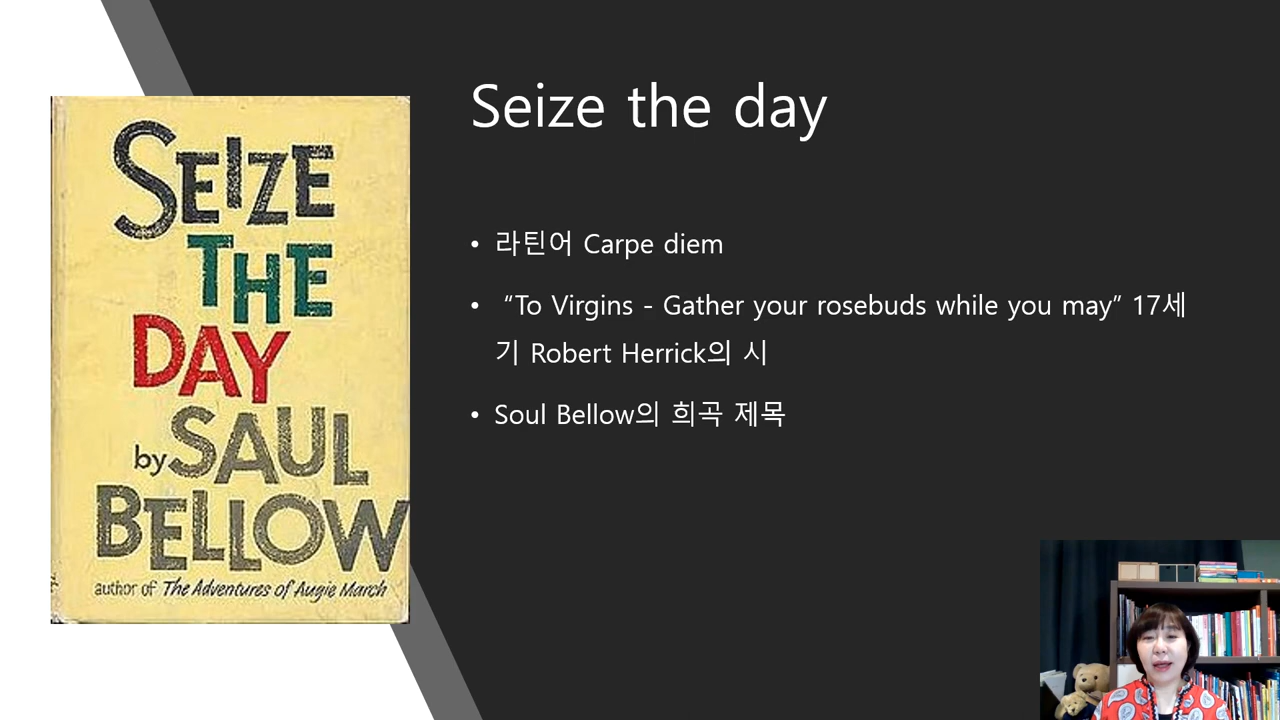 SEIZE
THE
DAY
by SAUL
BELLOW
author of The Adventures of Augie March
Seize the day
• 라틴어 Carpe diem
• “To Virgins - Gather your rosebuds while you may” 17세
기 Robert Herrick의 시
• Soul Bellow의 희곡 제목